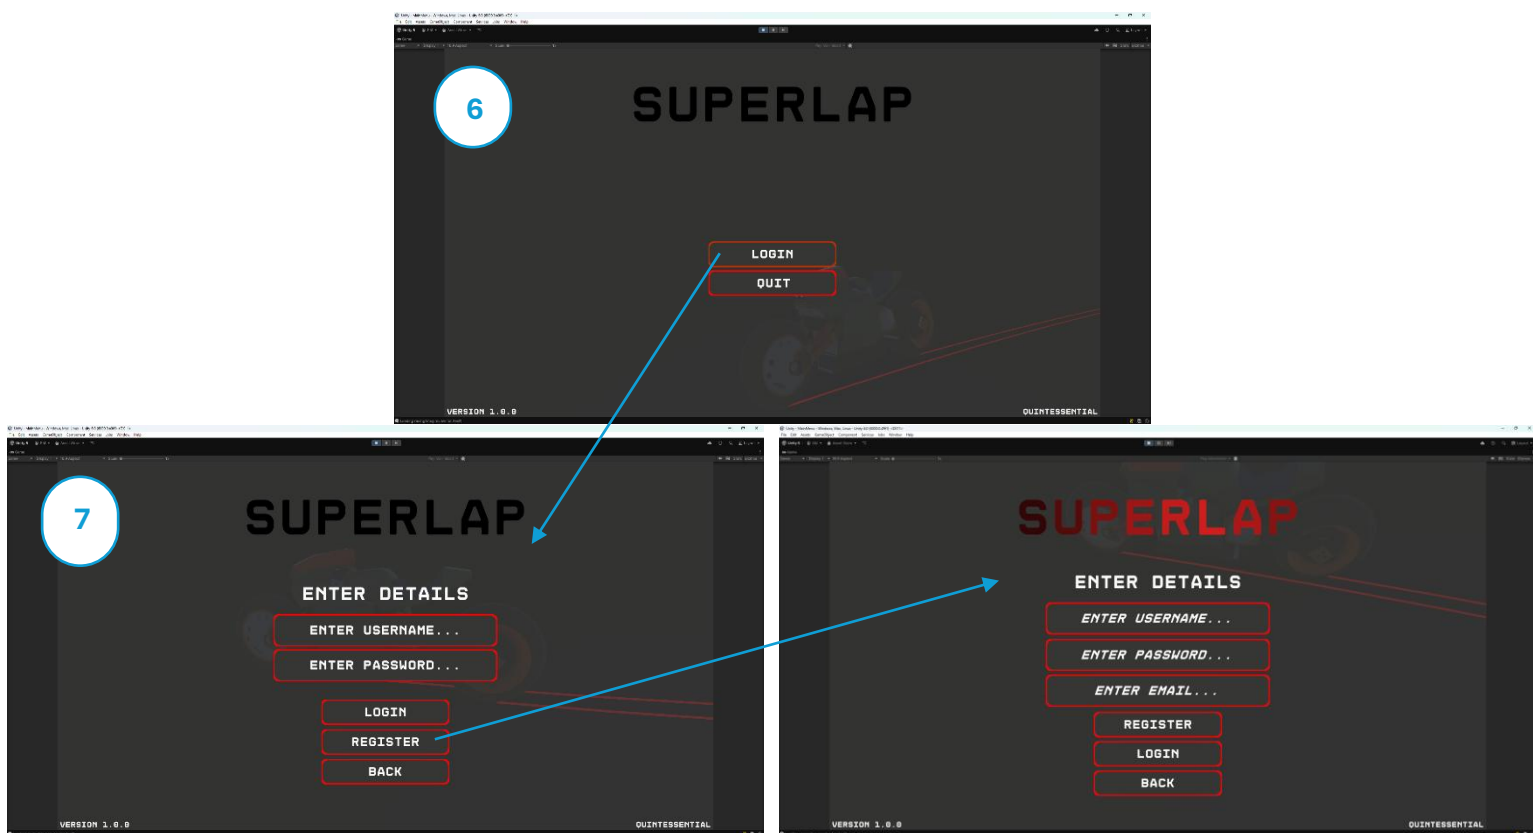 6
SUPERLAP
LOGIN
QUIT
VERSION 1.0.0
QUINTESSENTIAL
7
SUPERLAP
ENTER DETAILS
ENTER USERNAME...
ENTER PASSWORD...
LOGIN
REGISTER
BACK
VERSION 1.0.0
QUINTESSENTIAL
SUPERLAP
ENTER DETAILS
ENTER USERNAME...
ENTER PASSWORD...
ENTER EMAIL...
REGISTER
LOGIN
BACK
VERSION 1.0.0
QUINTESSENTIAL